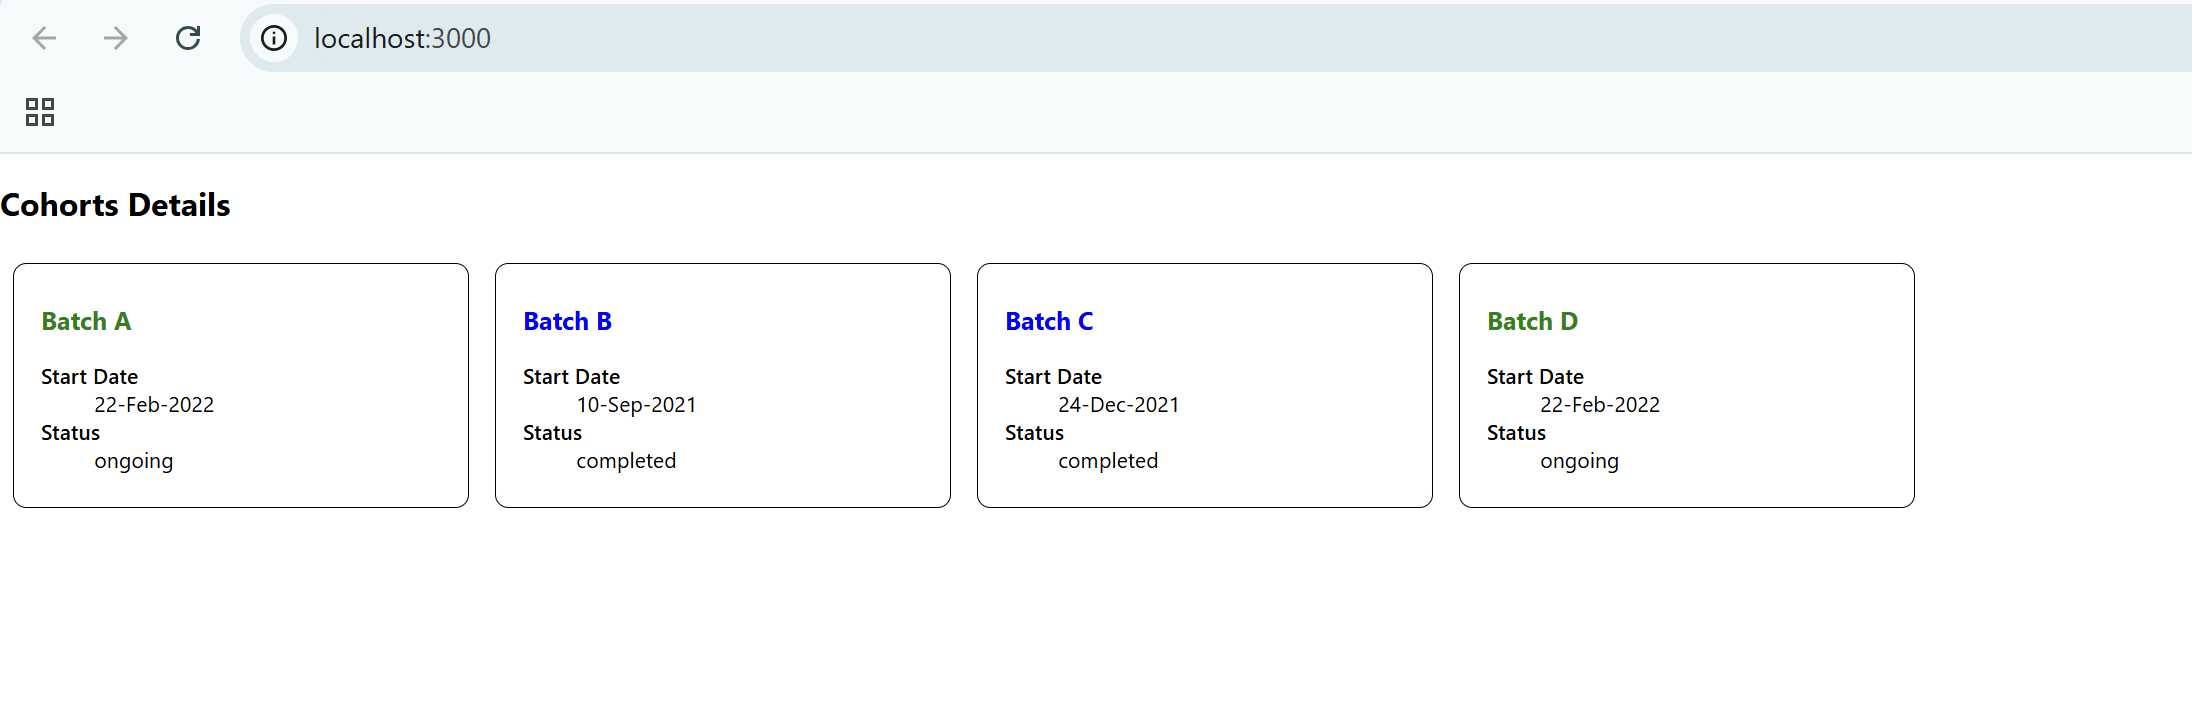 localhost:3000
Cohorts Details
Batch A
Start Date
22-Feb-2022
Status
ongoing
Batch B
Start Date
10-Sep-2021
Status
completed
Batch C
Start Date
24-Dec-2021
Status
completed
Batch D
Start Date
22-Feb-2022
Status
ongoing